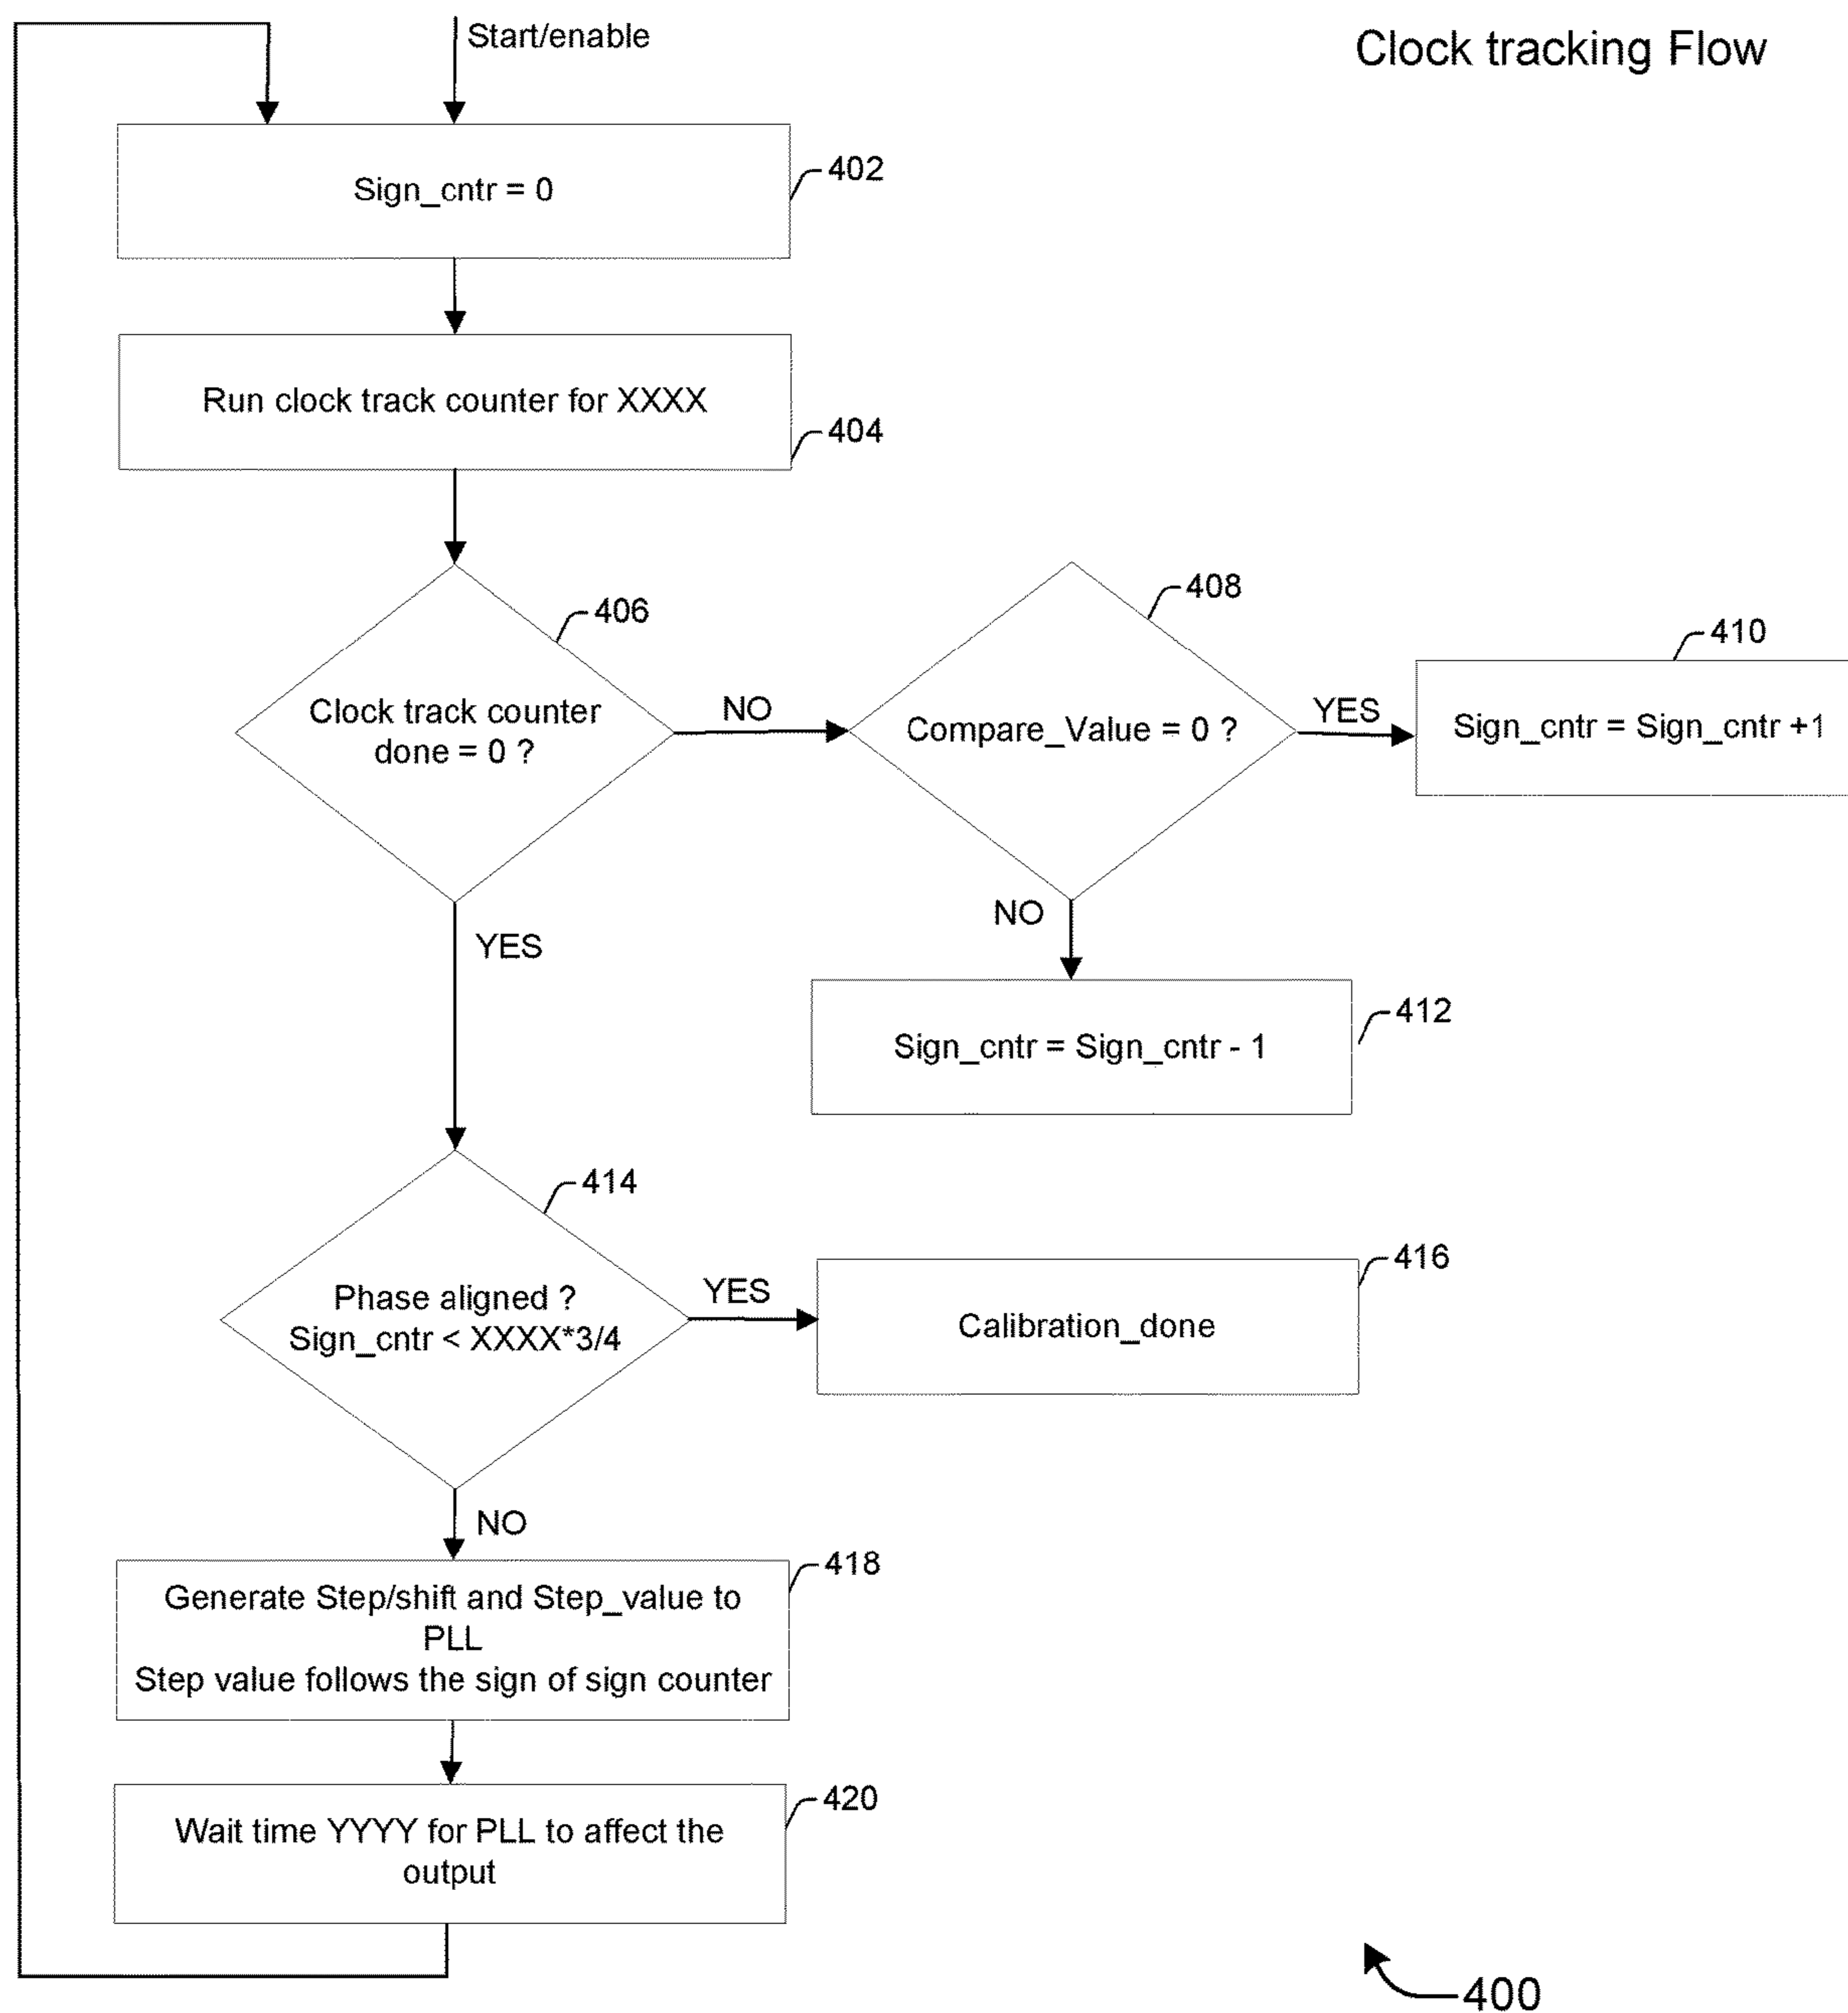 Start/enable
Clock tracking Flow
Sign_cntr = 0
402
Run clock track counter for XXXX
404
406
Clock track counter
done = 0 ?
NO
408
Compare_Value = 0 ?
YES
410
Sign_cntr = Sign_cntr +1
NO
412
Sign_cntr = Sign_cntr - 1
YES
414
Phase aligned ?
Sign_cntr < XXXX*3/4
YES
416
Calibration_done
NO
418
Generate Step/shift and Step_value to
PLL
Step value follows the sign of sign counter
420
Wait time YYYY for PLL to affect the
output
400